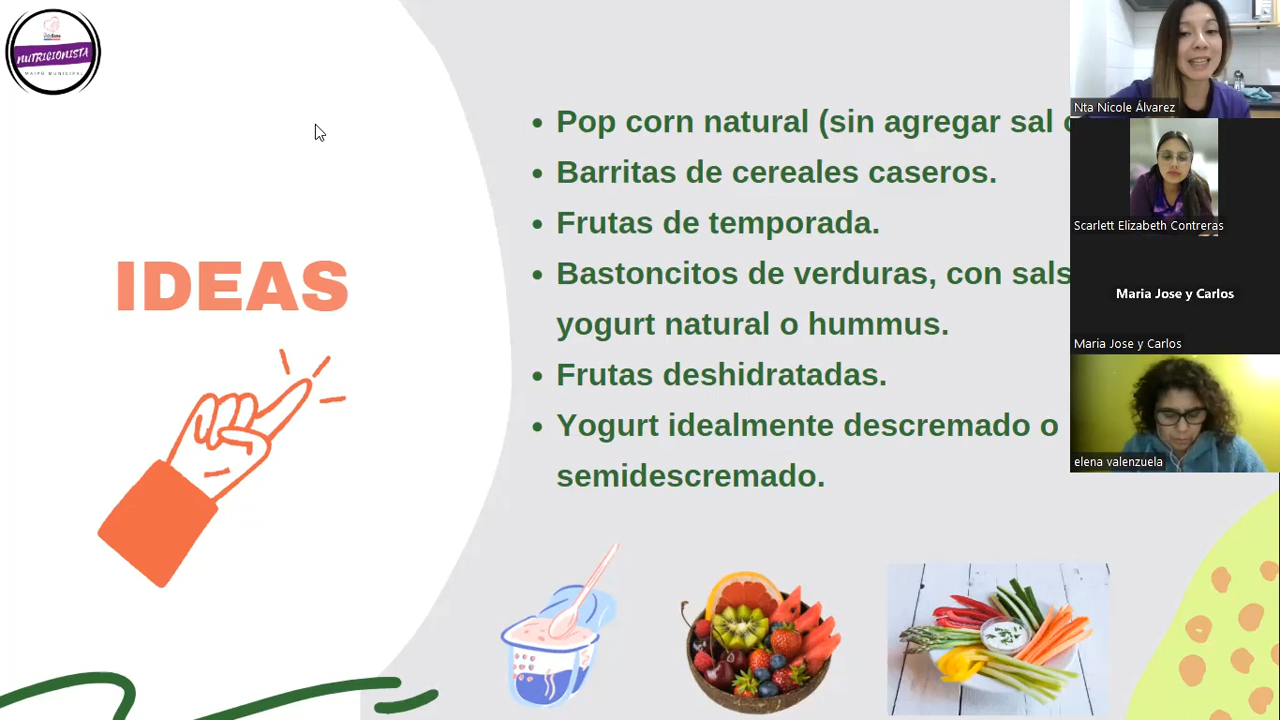 NUTRICIONISTA
MAIPÚ MUNICIPAL
IDEAS
• Pop corn natural (sin agregar sal
• Barritas de cereales caseros.
• Frutas de temporada.
• Bastoncitos de verduras, con sals
yogurt natural o hummus.
• Frutas deshidratadas.
• Yogurt idealmente descremado o
semidescremado.
Nta Nicole Álvarez
Scarlett Elizabeth Contreras
Maria Jose y Carlos
Maria Jose y Carlos
elena valenzuela